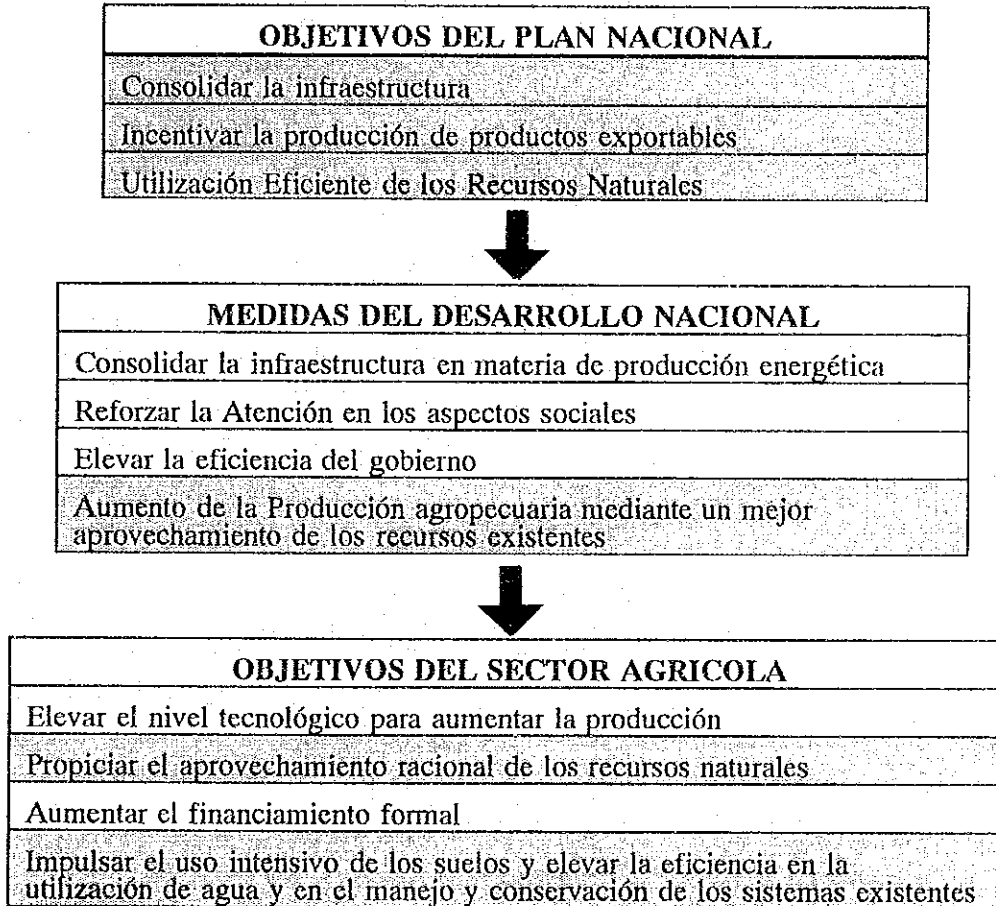 OBJETIVOS DEL PLAN NACIONAL
Consolidar la infraestructura
Incentivar la producción de productos exportables
Utilización Eficiente de los Recursos Naturales
MEDIDAS DEL DESARROLLO NACIONAL
Consolidar la infraestructura en materia de producción energética
Reforzar la Atención en los aspectos sociales
Elevar la eficiencia del gobierno
Aumento de la Producción agropecuaria mediante un mejor
aprovechamiento de los recursos existentes
OBJETIVOS DEL SECTOR AGRICOLA
Elevar el nivel tecnológico para aumentar la producción
Propiciar el aprovechamiento racional de los recursos naturales
Aumentar el financiamiento formal
Impulsar el uso intensivo de los suelos y elevar la eficiencia en la
utilización de agua y en el manejo y conservación de los sistemas existentes